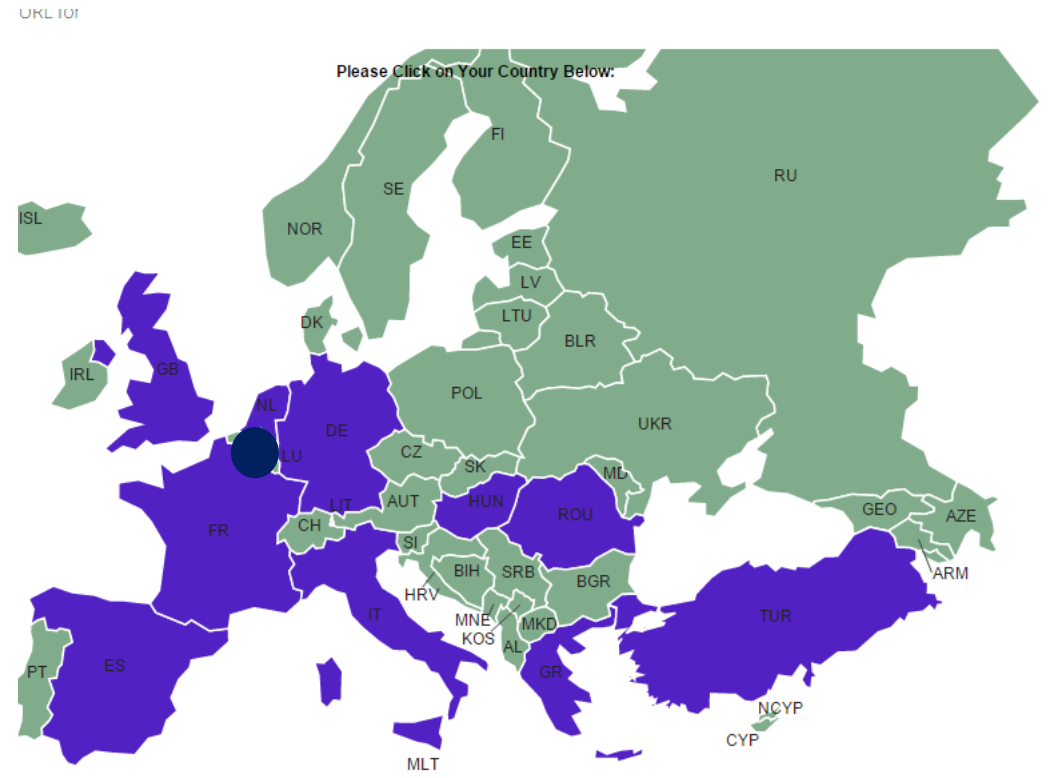 URL for
Please Click on Your Country Below:
FI
RU
SE
ISL
NOR
EE
LV
LTU
DK
BLR
GB
IRL
POL
NL
UKR
DE
CZ
LU
SK
MD
AUT
HUN
LIT
GEO
ROU
AZE
CH
FR
SI
BIH
SRB
ARM
BGR
HRV
IT
MNE
TUR
MKD
KOS
AL
ES
PT
GR
NCYP
CYP
MLT